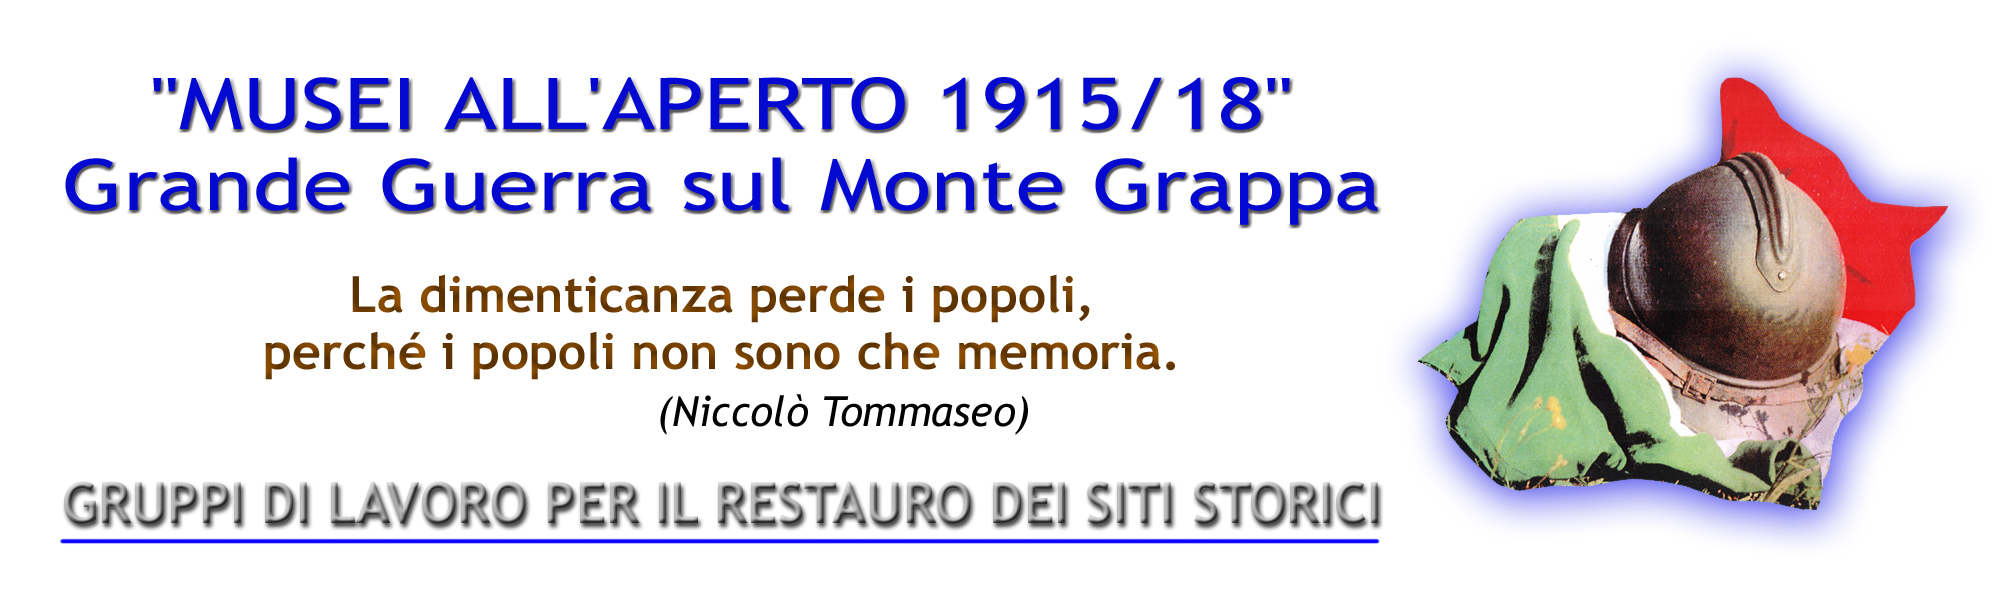 "MUSEI ALL'APERTO 1915/18"
Grande Guerra sul Monte Grappa
La dimenticanza perde i popoli,
perché i popoli non sono che memoria.
(Niccolò Tommaseo)
GRUPPI DI LAVORO PER IL RESTAURO DEI SITI STORICI